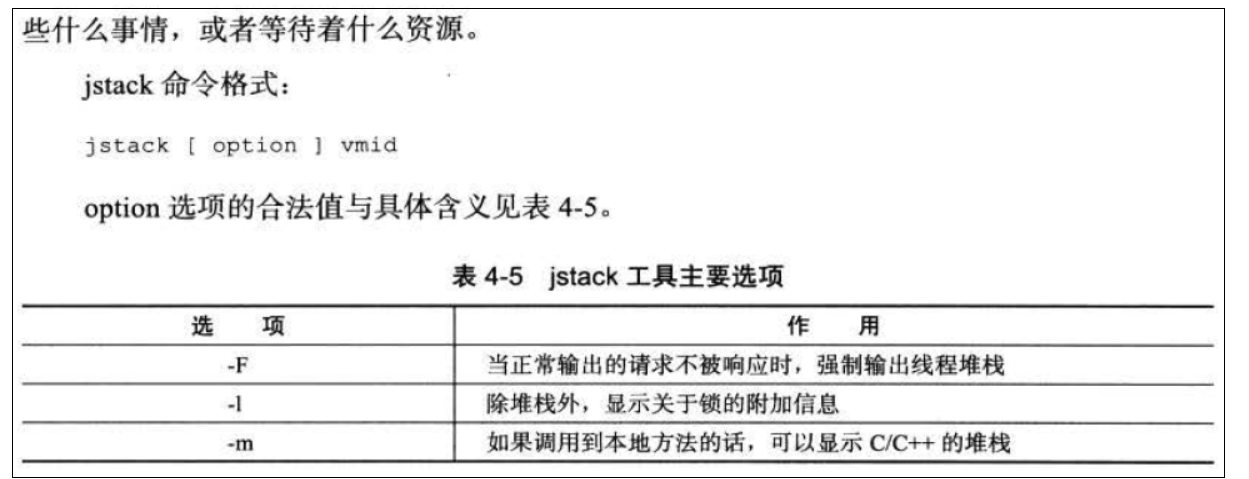 些什么事情，或者等待着什么资源。
jstack 命令格式：
jstack [ option ] vmid
option 选项的合法值与具体含义见表 4-5。
表 4-5 jstack 工具主要选项
选 项 作 用
-F 当正常输出的请求不被响应时，强制输出线程堆栈
-l 除堆栈外，显示关于锁的附加信息
-m 如果调用到本地方法的话，可以显示 C/C++ 的堆栈